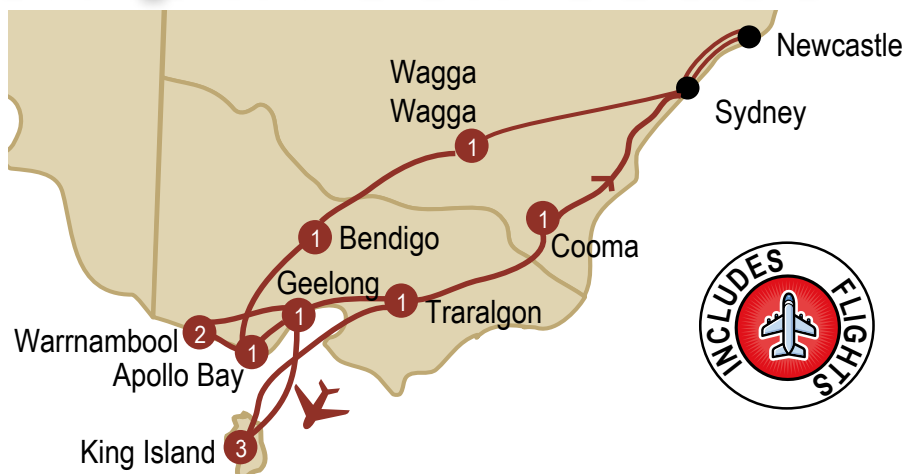 Newcastle
Wagga
Wagga
Sydney
1
1
1
Bendigo
Cooma
Geelong
1
1
Traralgon
2
Warrnambool
1
Apollo Bay
King Island
3
INCLUDES
FLIGHTS